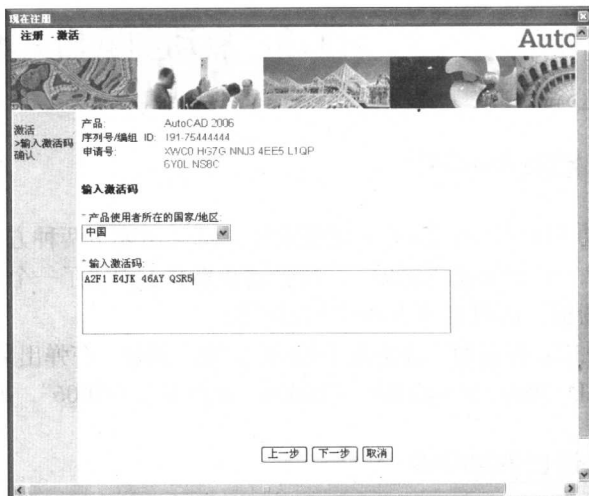 现在注册
注册 - 激活
Auto
激活
>输入激活码
确认
产品: AutoCAD 2006
序列号/编组 ID: 191-75444444
申请号: XWC0 HG7G NNJ3 4EE5 L1QP
6Y0L NS8C
输入激活码
* 产品使用者所在的国家/地区:
中国
* 输入激活码:
A2F1 E4JK 46AY QSR5
上一步 下一步 取消